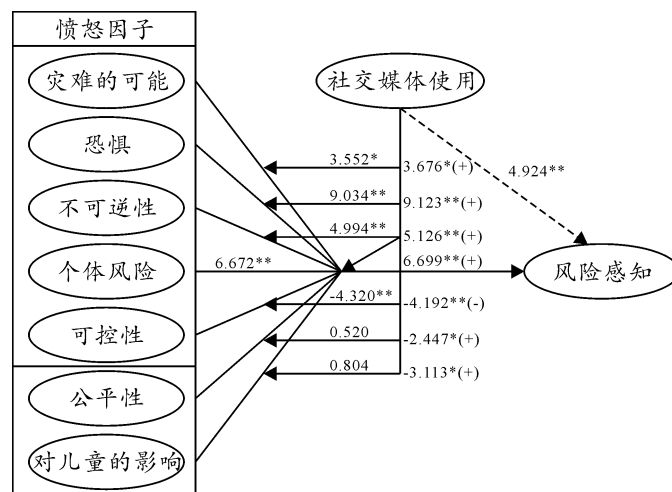 愤怒因子
灾难的可能
恐惧
不可逆性
个体风险
可控性
公平性
对儿童的影响
社交媒体使用
3.552*
3.676*(+)
9.034**
9.123**(+)
4.994**
5.126**(+)
6.672**
6.699**(+)
-4.320**
-4.192**(-)
0.520
-2.447*(+)
0.804
-3.113*(+)
4.924**
风险感知